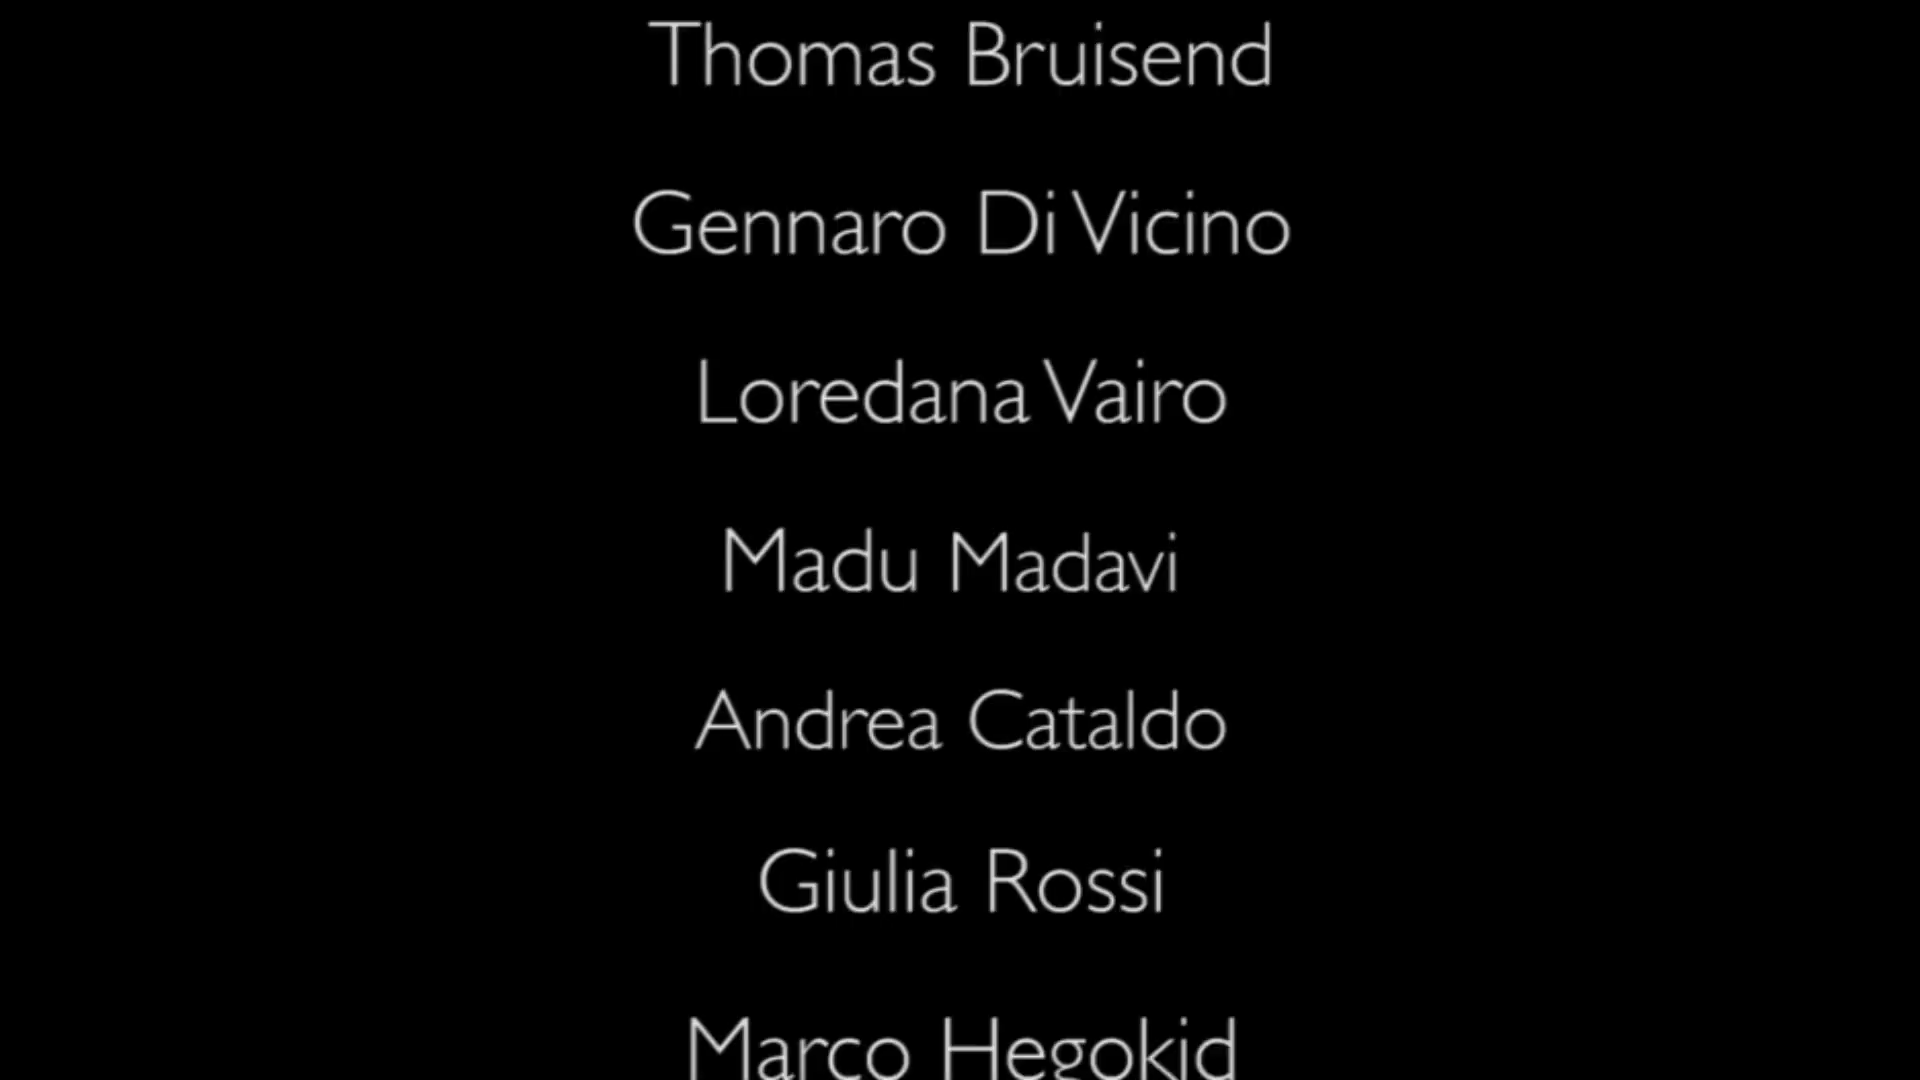 Thomas Bruisend
Gennaro Di Vicino
Loredana Vairo
Madu Madavi
Andrea Cataldo
Giulia Rossi
Marco Hegokid